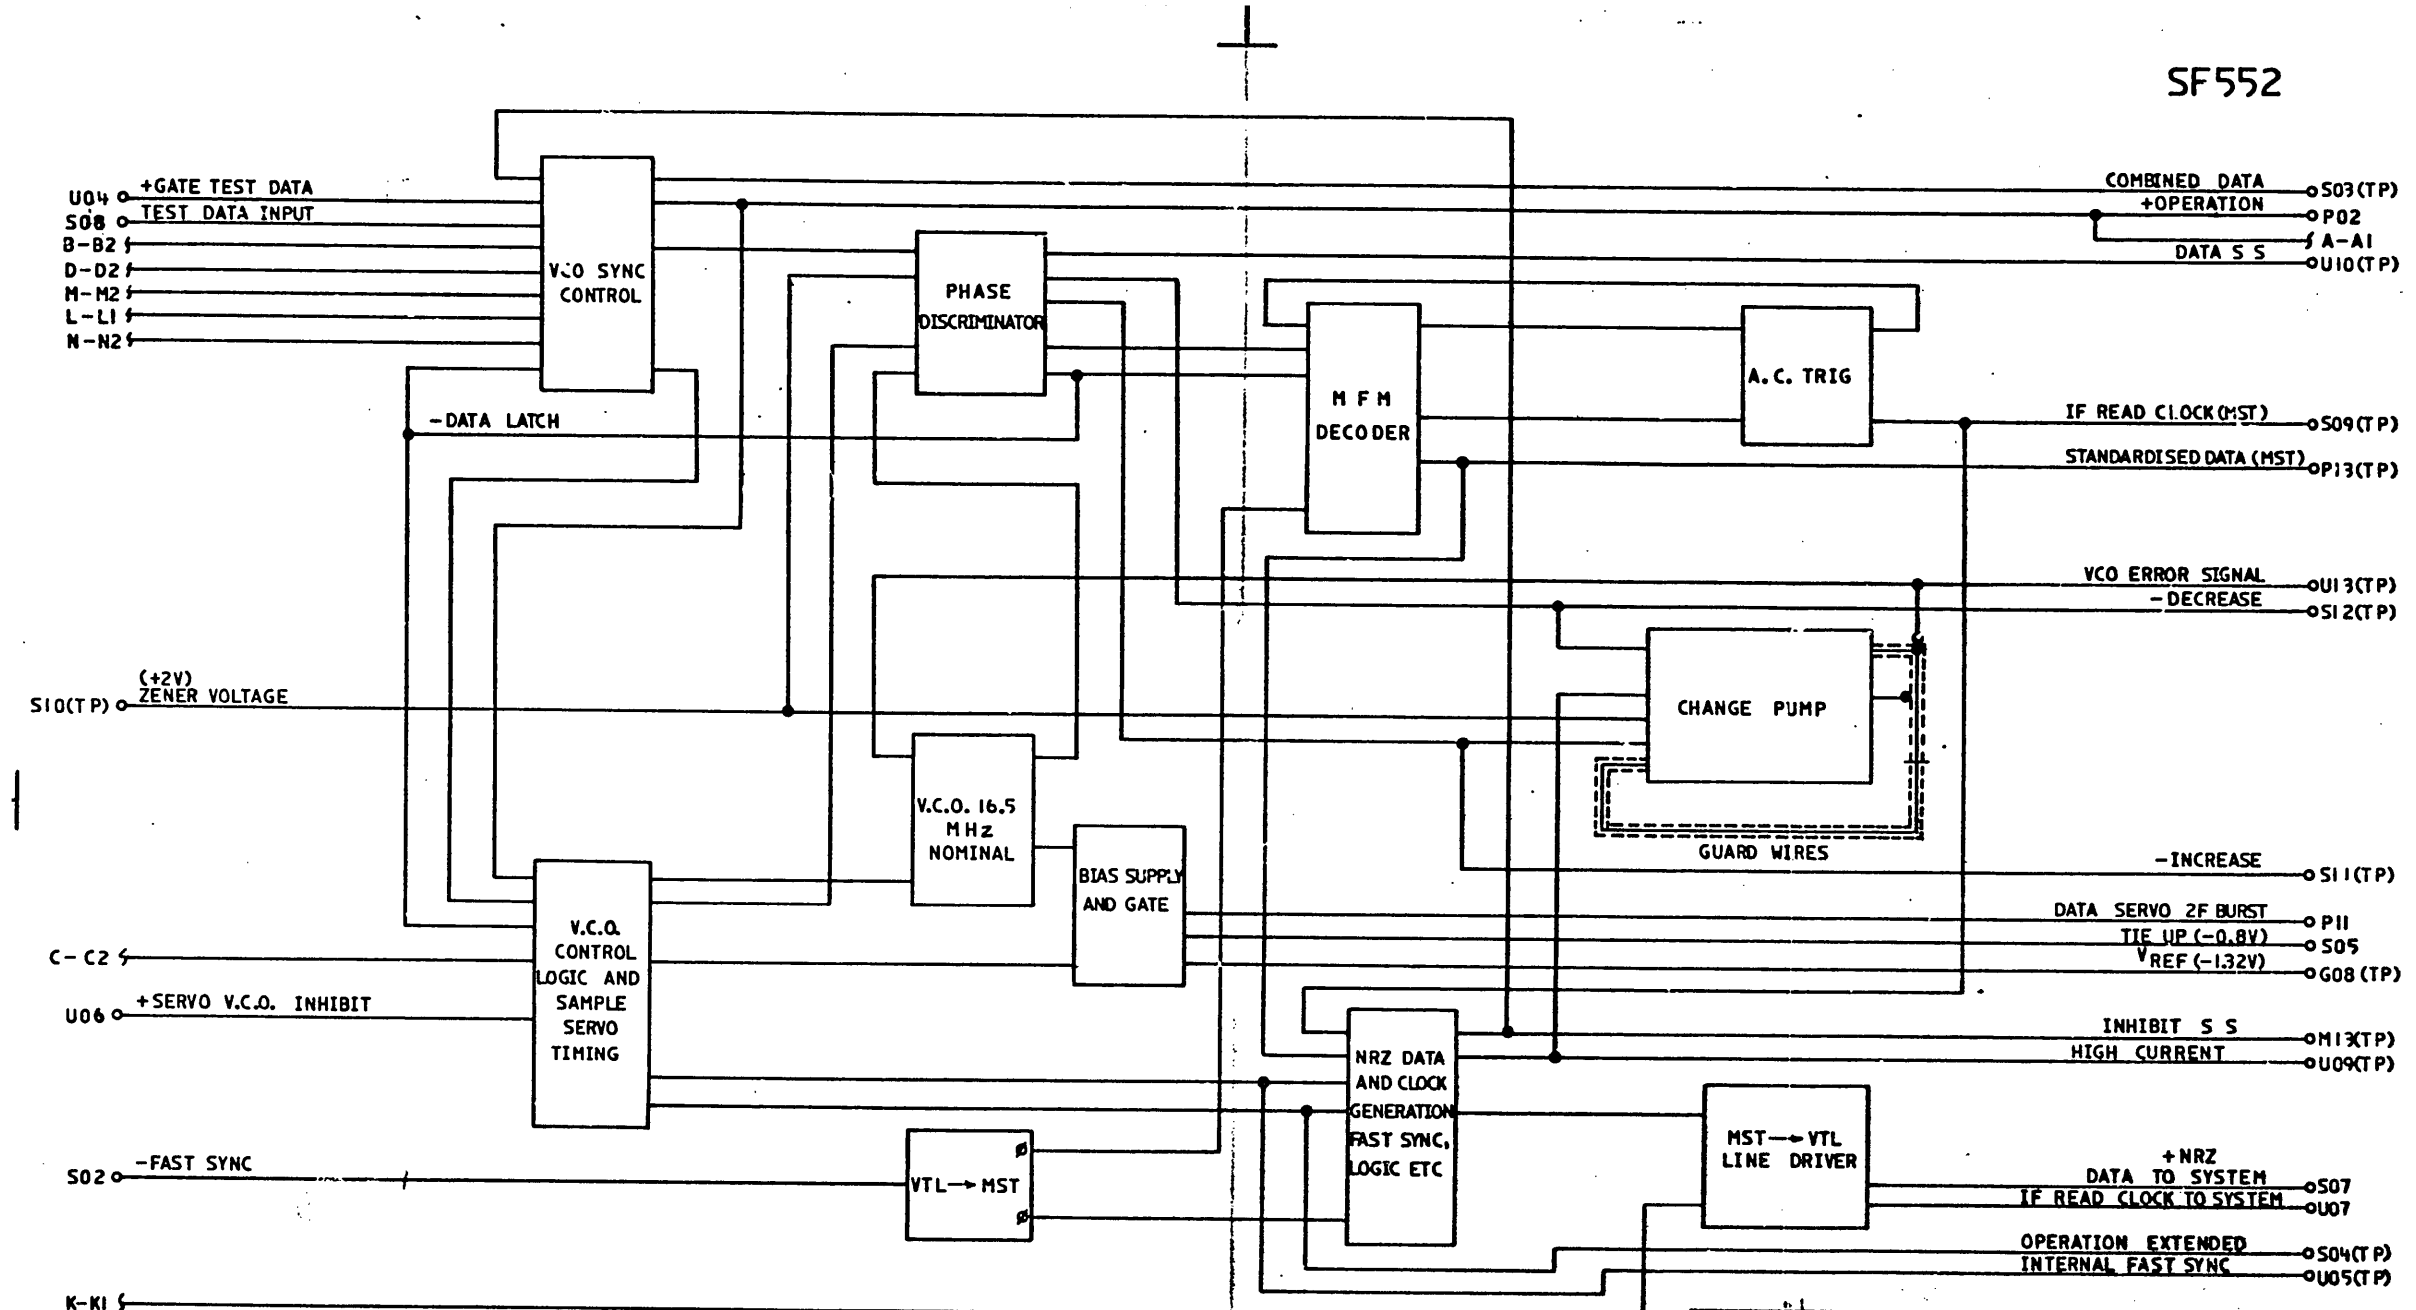 SF552
+GATE TEST DATA
U04
TEST DATA INPUT
S08
B-B2
D-D2
M-M2
L-L1
N-N2
VCO SYNC
CONTROL
COMBINED DATA
S03(TP)
+OPERATION
P02
A-A1
DATA S S
U10(TP)
PHASE
DISCRIMINATOR
M F M
DECODER
A.C. TRIG
-DATA LATCH
IF READ CLOCK(MST)
S09(TP)
STANDARDISED DATA (MST)
P13(TP)
VCO ERROR SIGNAL
U13(TP)
-DECREASE
S12(TP)
(+2V)
ZENER VOLTAGE
S10(TP)
CHANGE PUMP
V.C.O. 16.5
MHz
NOMINAL
GUARD WIRES
BIAS SUPPLY
AND GATE
-INCREASE
S11(TP)
DATA SERVO 2F BURST
P11
TIE UP (-0.8V)
S05
VREF (-1.32V)
G08 (TP)
C-C2
+SERVO V.C.O. INHIBIT
U06
V.C.O.
CONTROL
LOGIC AND
SAMPLE
SERVO
TIMING
INHIBIT S S
M13(TP)
HIGH CURRENT
U09(TP)
NRZ DATA
AND CLOCK
GENERATION
FAST SYNC,
LOGIC ETC
-FAST SYNC
S02
VTL→MST
MST→VTL
LINE DRIVER
+NRZ
DATA TO SYSTEM
S07
IF READ CLOCK TO SYSTEM
U07
OPERATION EXTENDED
S04(TP)
INTERNAL FAST SYNC
U05(TP)
K-K1